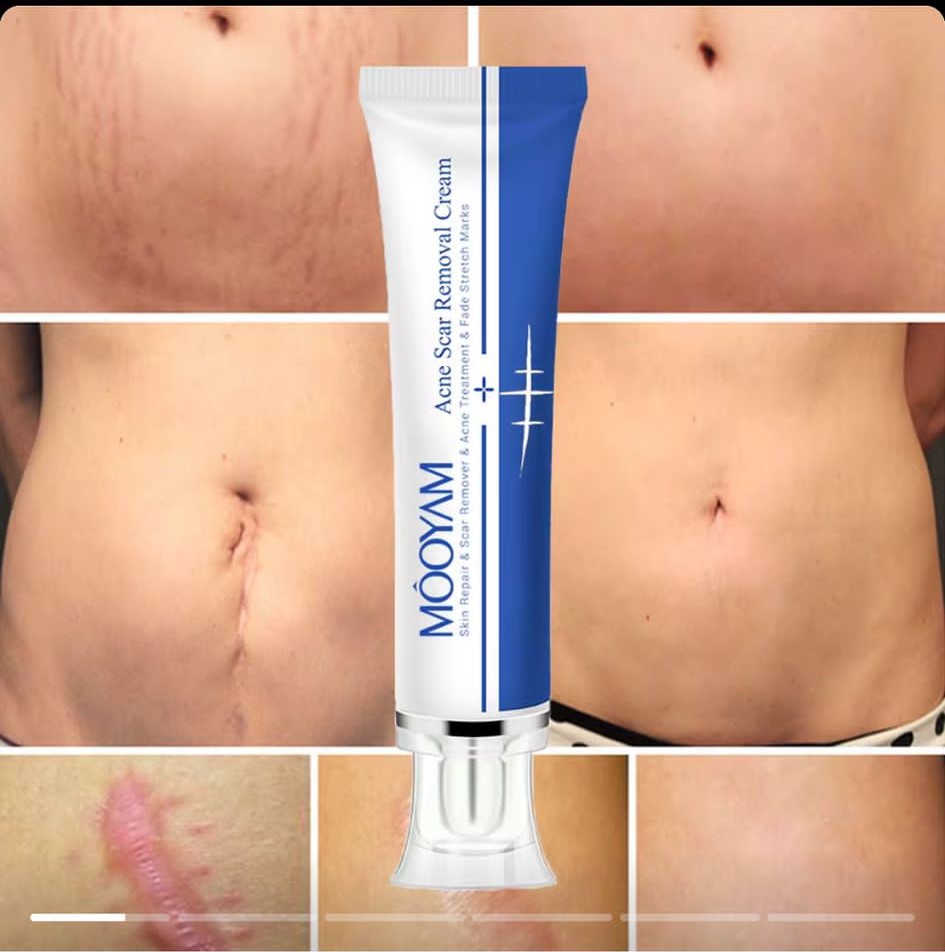 MÔOYAM
Acne Scar Removal Cream
Skin Repair & Scar Remover & Acne Treatment & Fade Stretch Marks